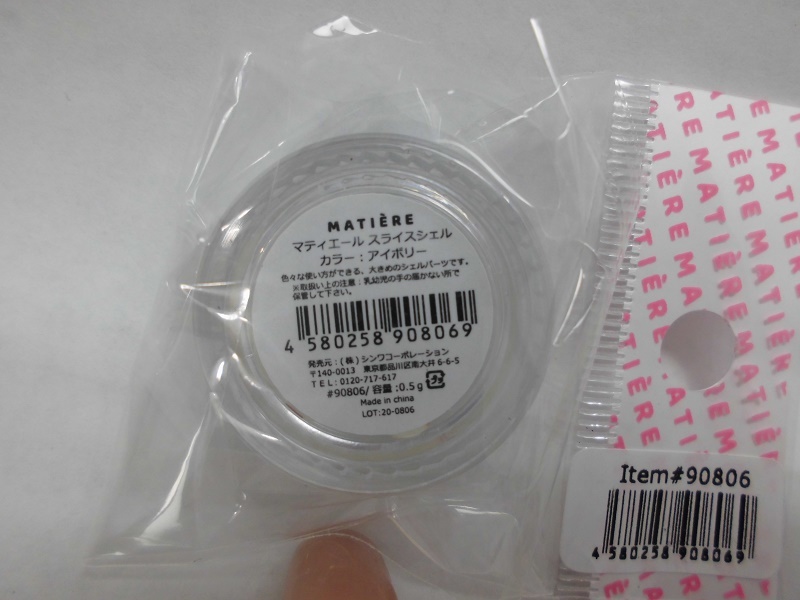 MATIÈRE
マティエール スライスシェル
カラー：アイボリー
色々な使い方ができる、大きめのシェルパーツです。
※取扱い上の注意：乳幼児の手の届かない所で
保管して下さい。
4 580258 908069
発売元：(株)シンワコーポレーション
〒140-0013 東京都品川区南大井6-6-5
TEL：0120-717-617
#90806/ 容量：0.5g
Made in china
LOT:20-0806
REMATIÈREMATIÈRE
Item#90806
4 580258 908069